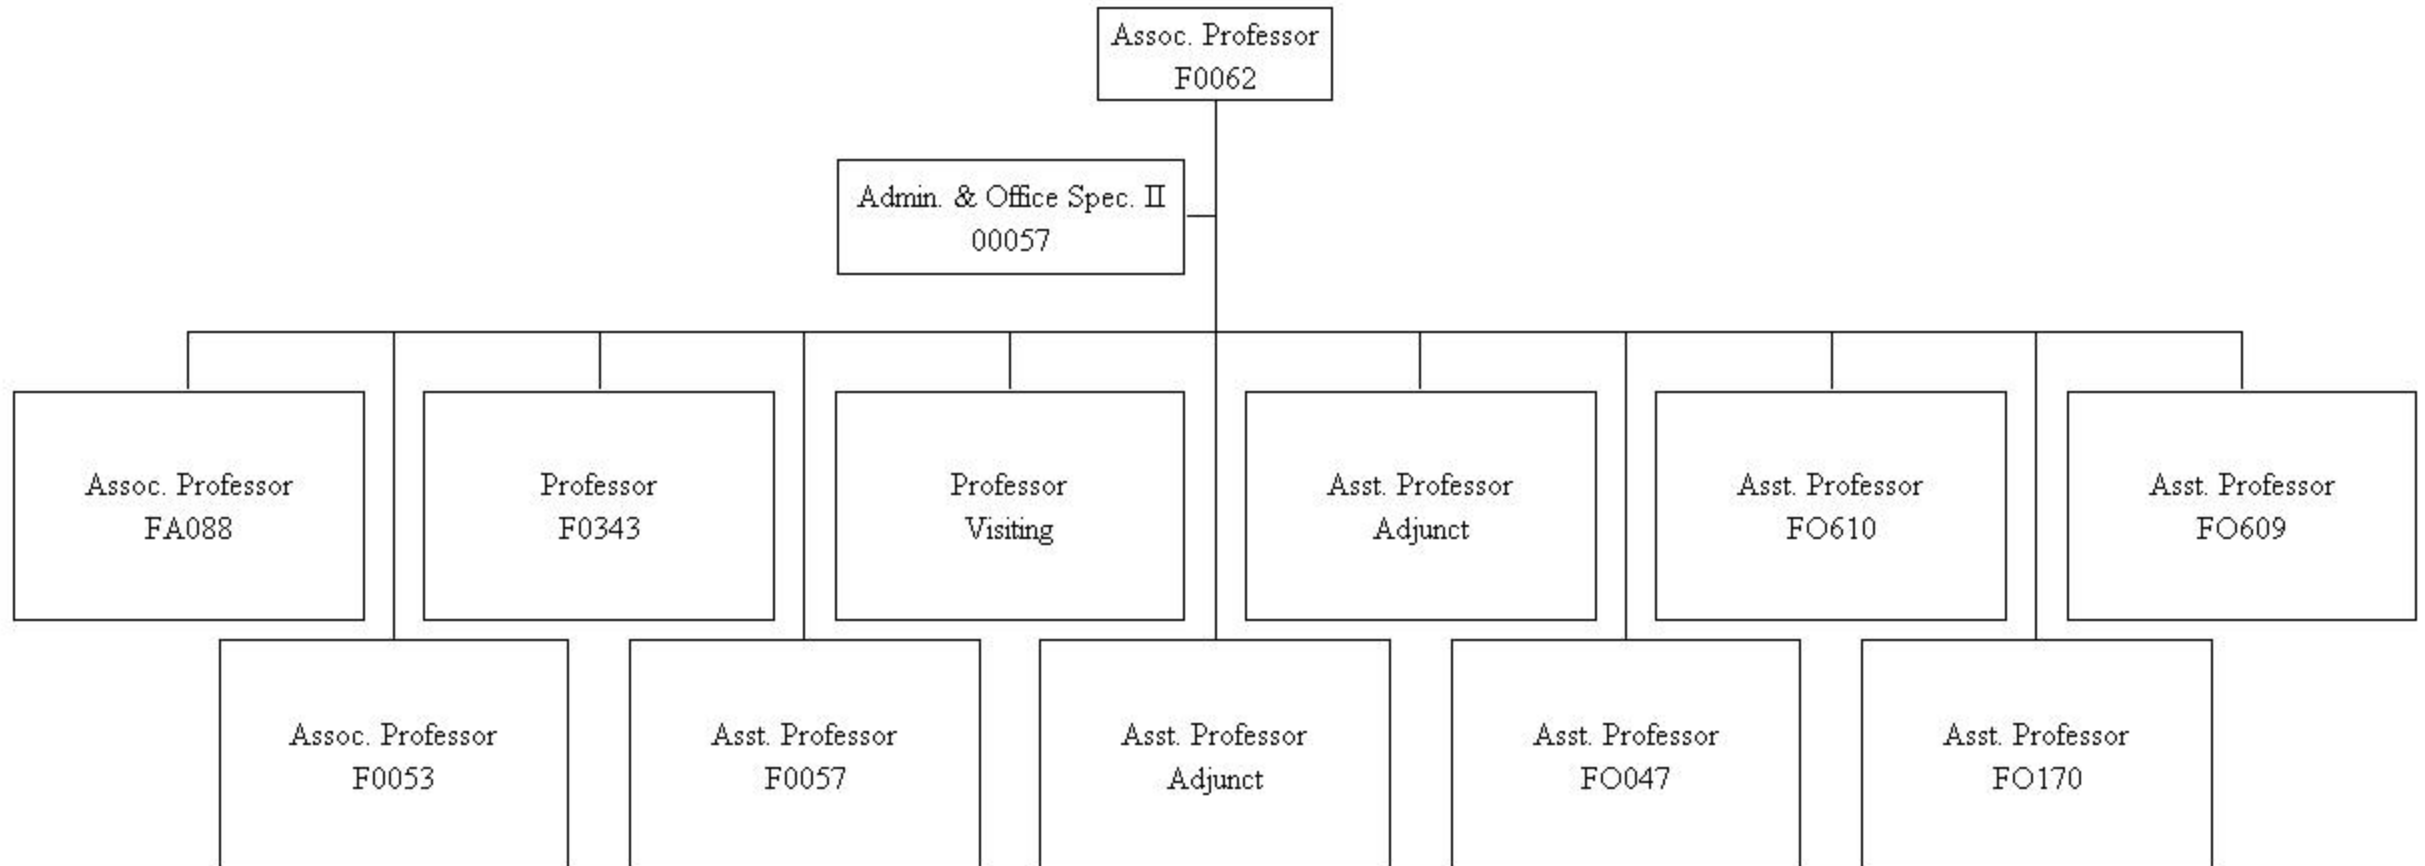 Assoc. Professor
F0062
Admin. & Office Spec. II
00057
Assoc. Professor
FA088
Professor
F0343
Professor
Visiting
Asst. Professor
Adjunct
Asst. Professor
FO610
Asst. Professor
FO609
Assoc. Professor
F0053
Asst. Professor
F0057
Asst. Professor
Adjunct
Asst. Professor
FO047
Asst. Professor
FO170